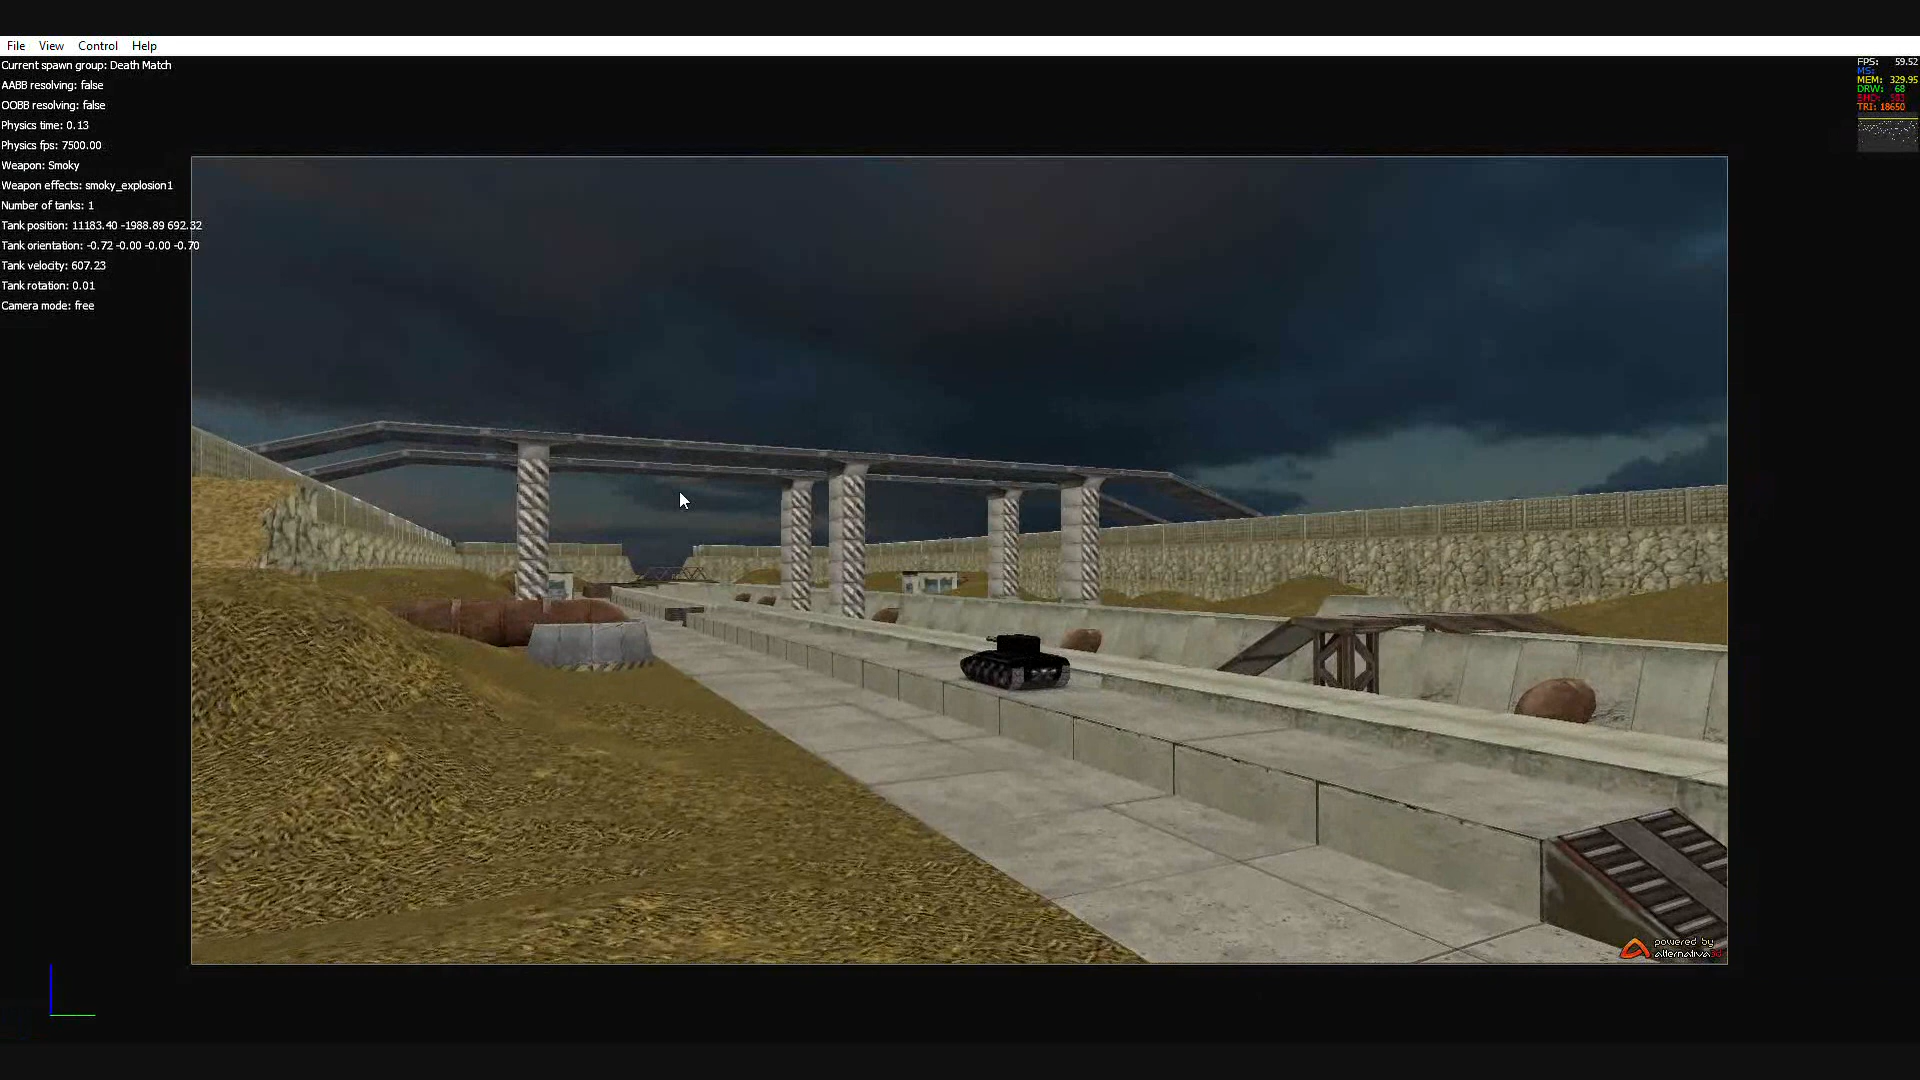 File View Control Help
Current spawn group: Death Match
AABB resolving: false
OOBB resolving: false
Physics time: 0.13
Physics fps: 7500.00
Weapon: Smoky
Weapon effects: smoky_explosion1
Number of tanks: 1
Tank position: 11183.40 -1988.89 692.32
Tank orientation: -0.72 -0.00 -0.00 -0.70
Tank velocity: 607.23
Tank rotation: 0.01
Camera mode: free
FPS: 59.52
MS:
MEM: 329.95
DRW: 68
TRI: 18650
powered by
alternativa3d